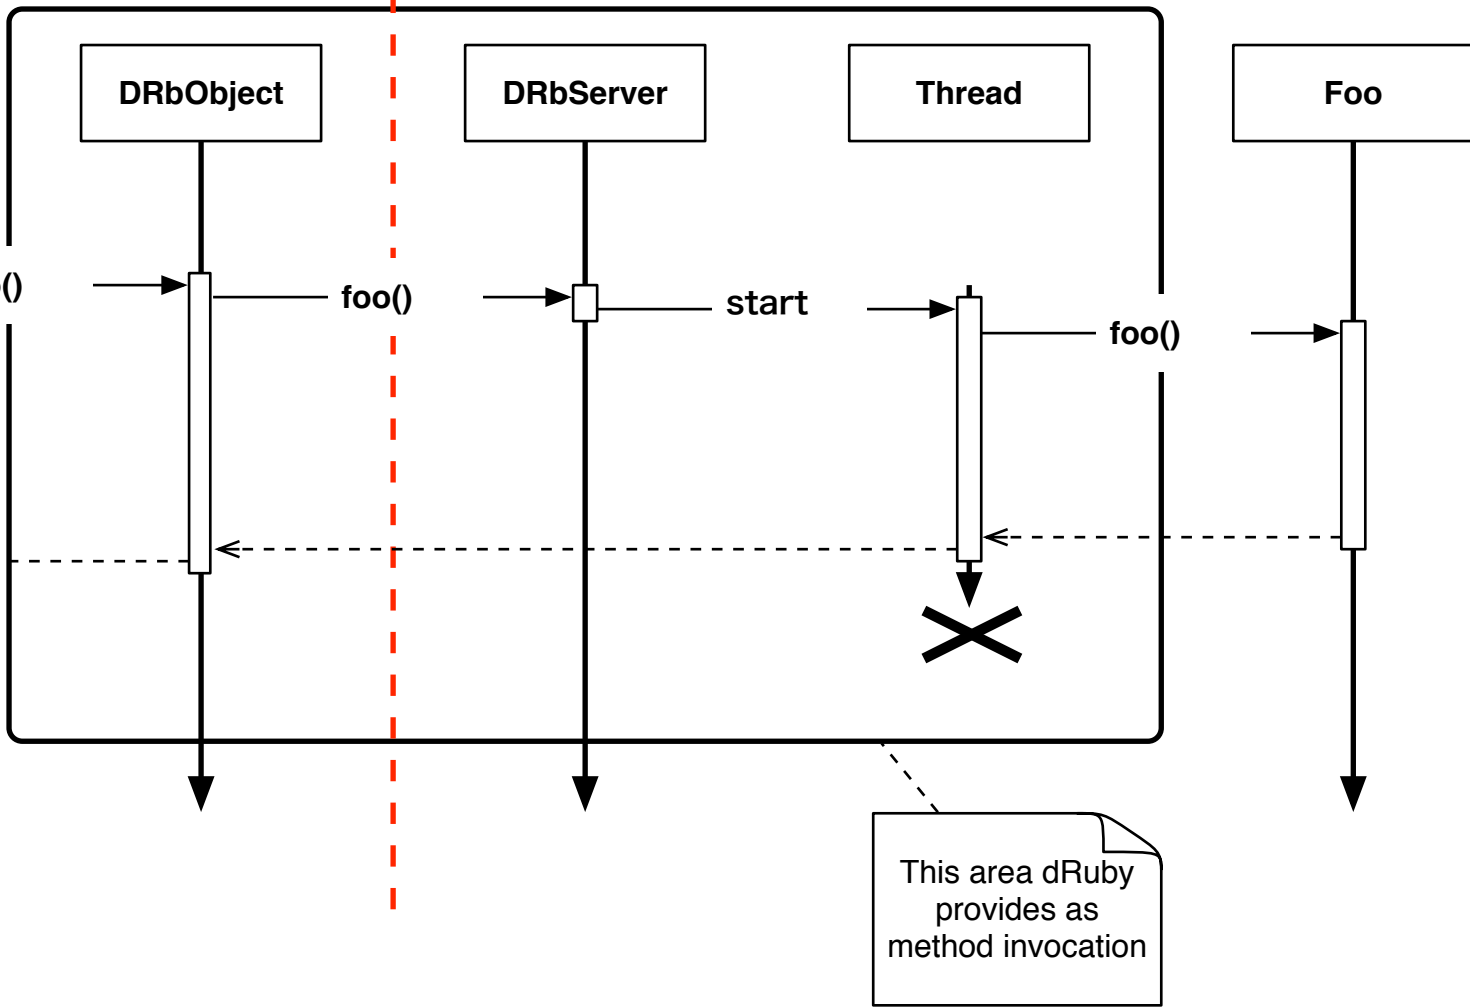 DRbObject
DRbServer
Thread
Foo
()
foo()
start
foo()
This area dRuby
provides as
method invocation